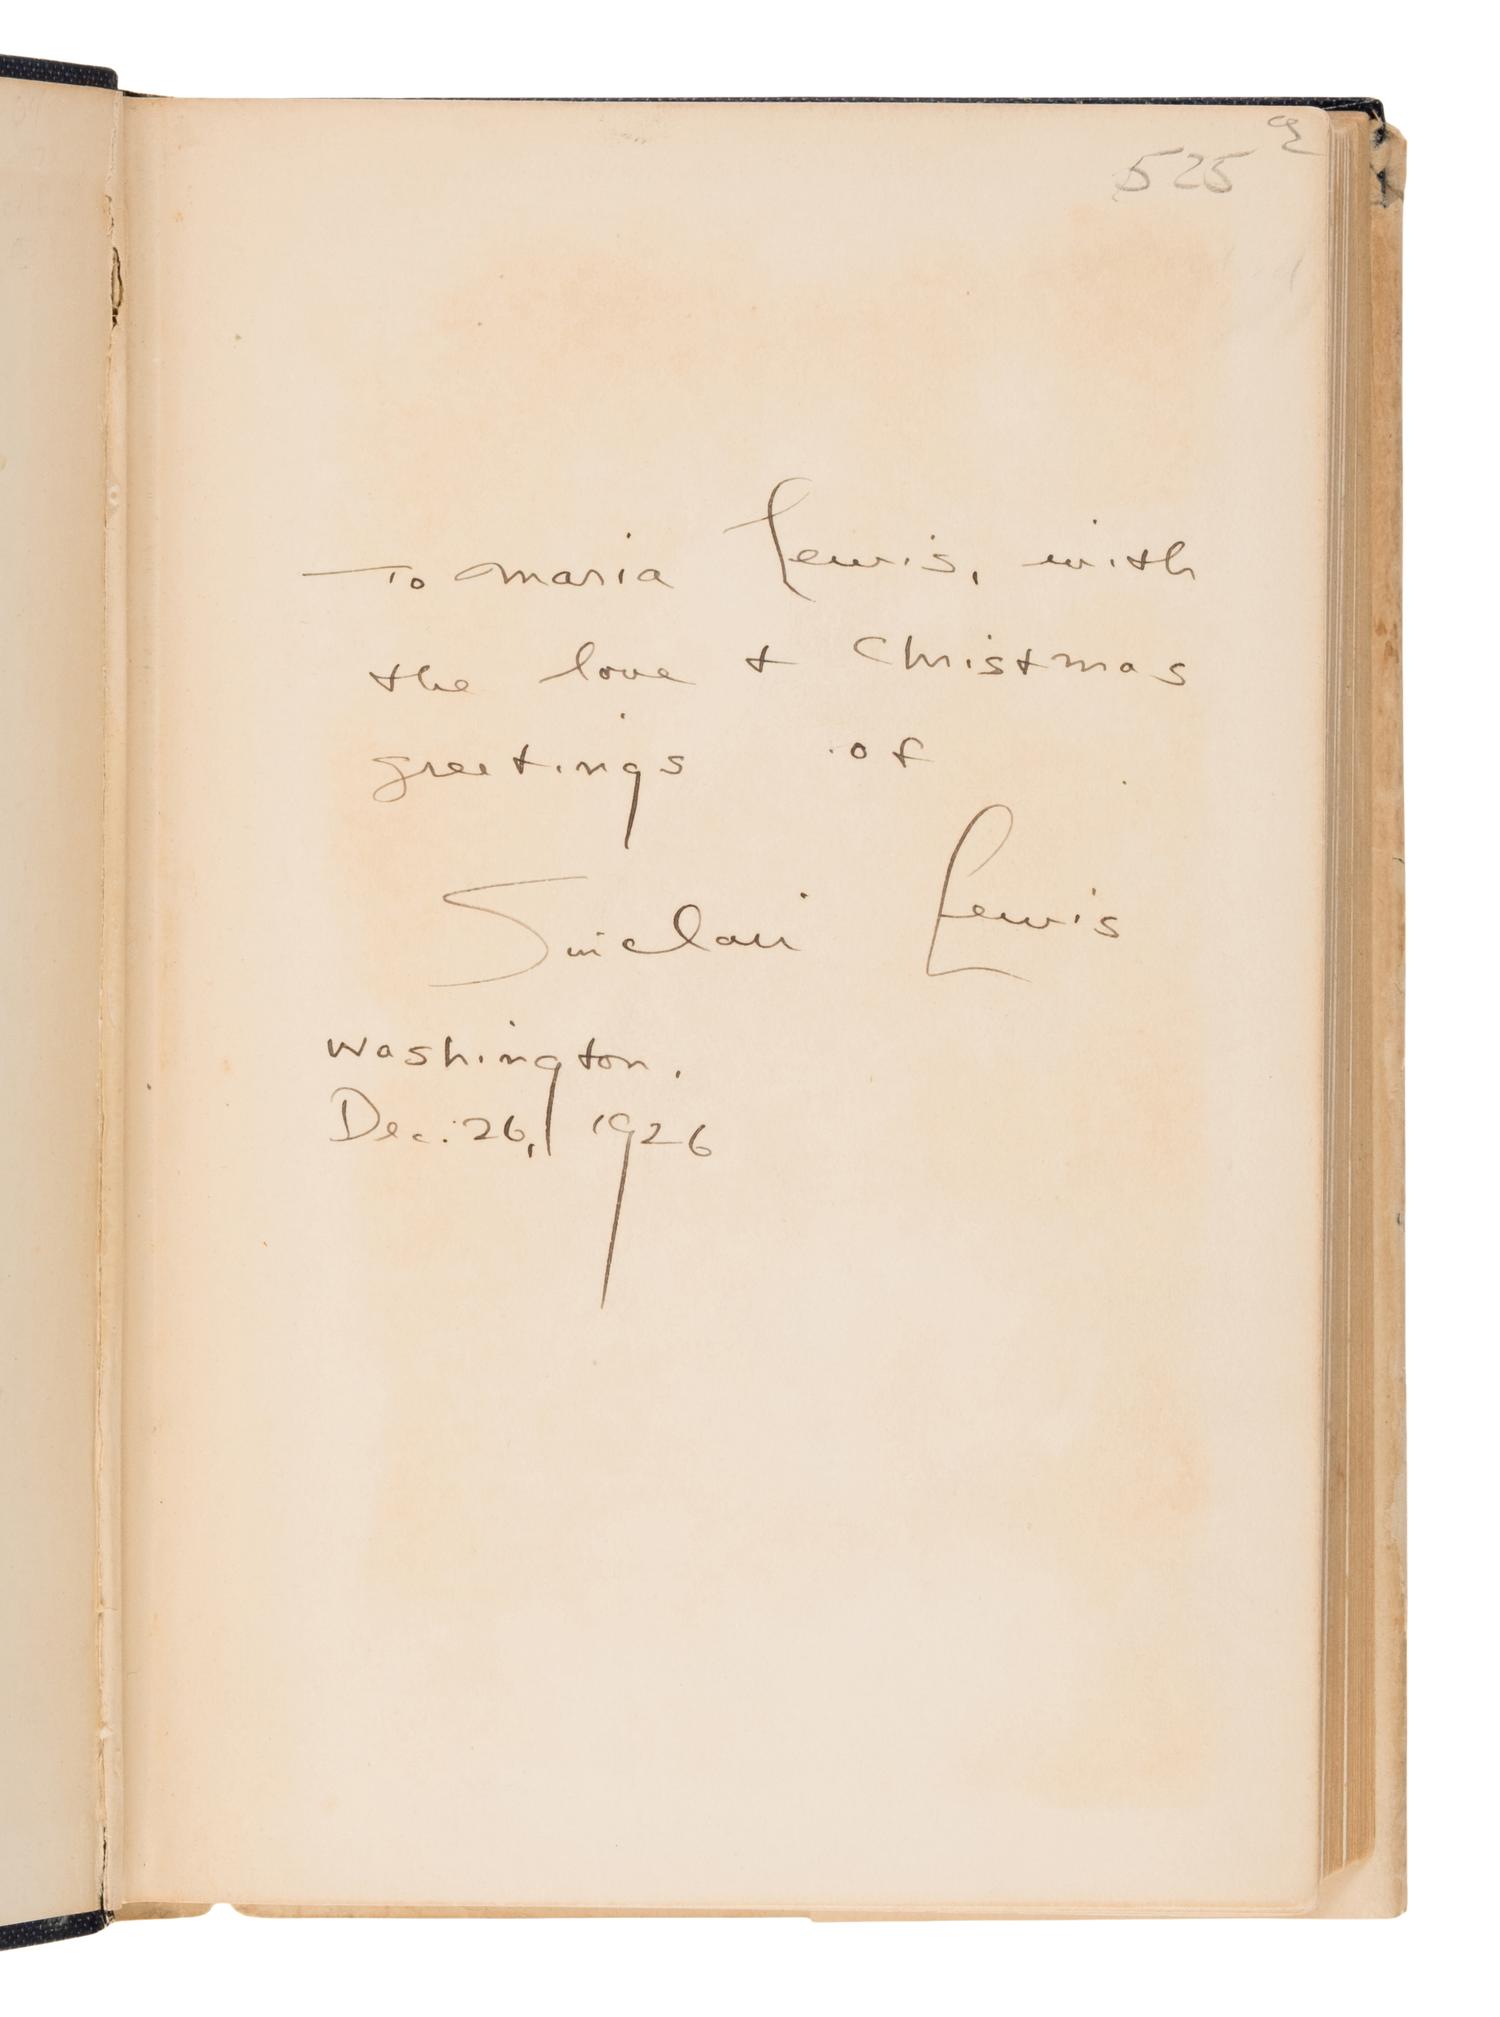 525
To Maria Lewis, with
the love + Christmas
greetings of
Sinclair Lewis
Washington.
Dec. 26, 1926